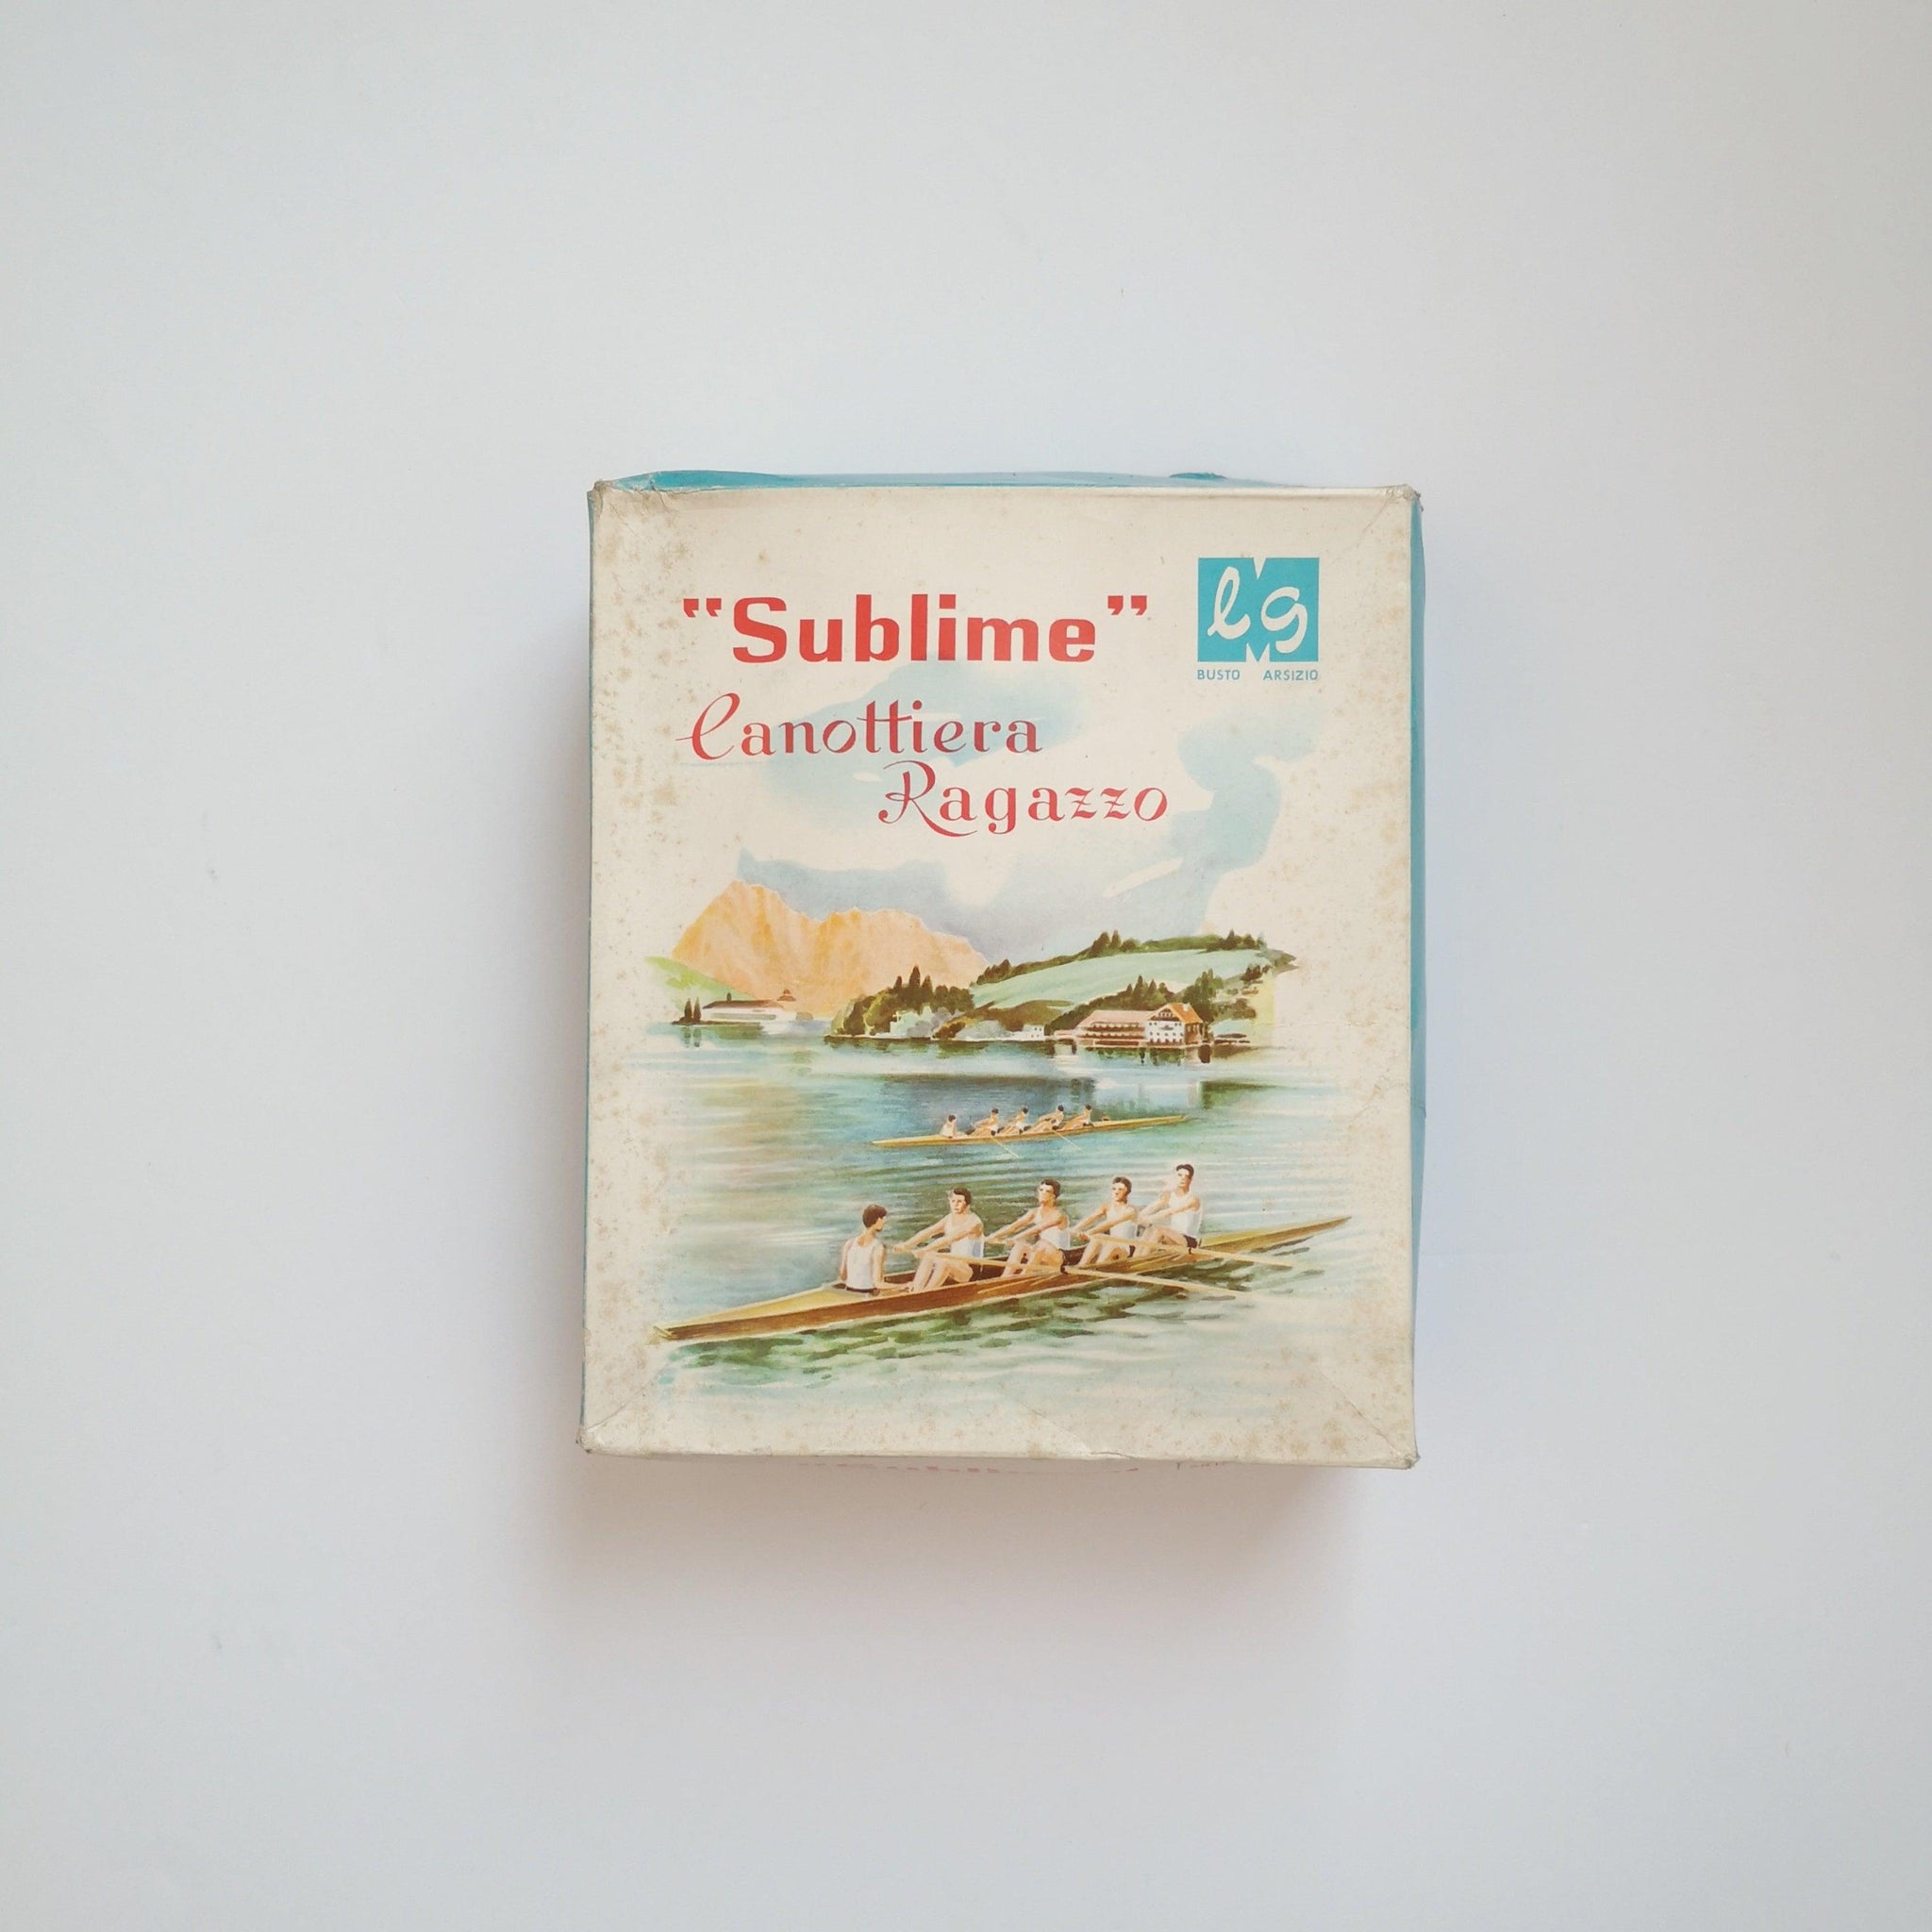 "Sublime"
lg
BUSTO ARSIZIO
Canottiera
Ragazzo